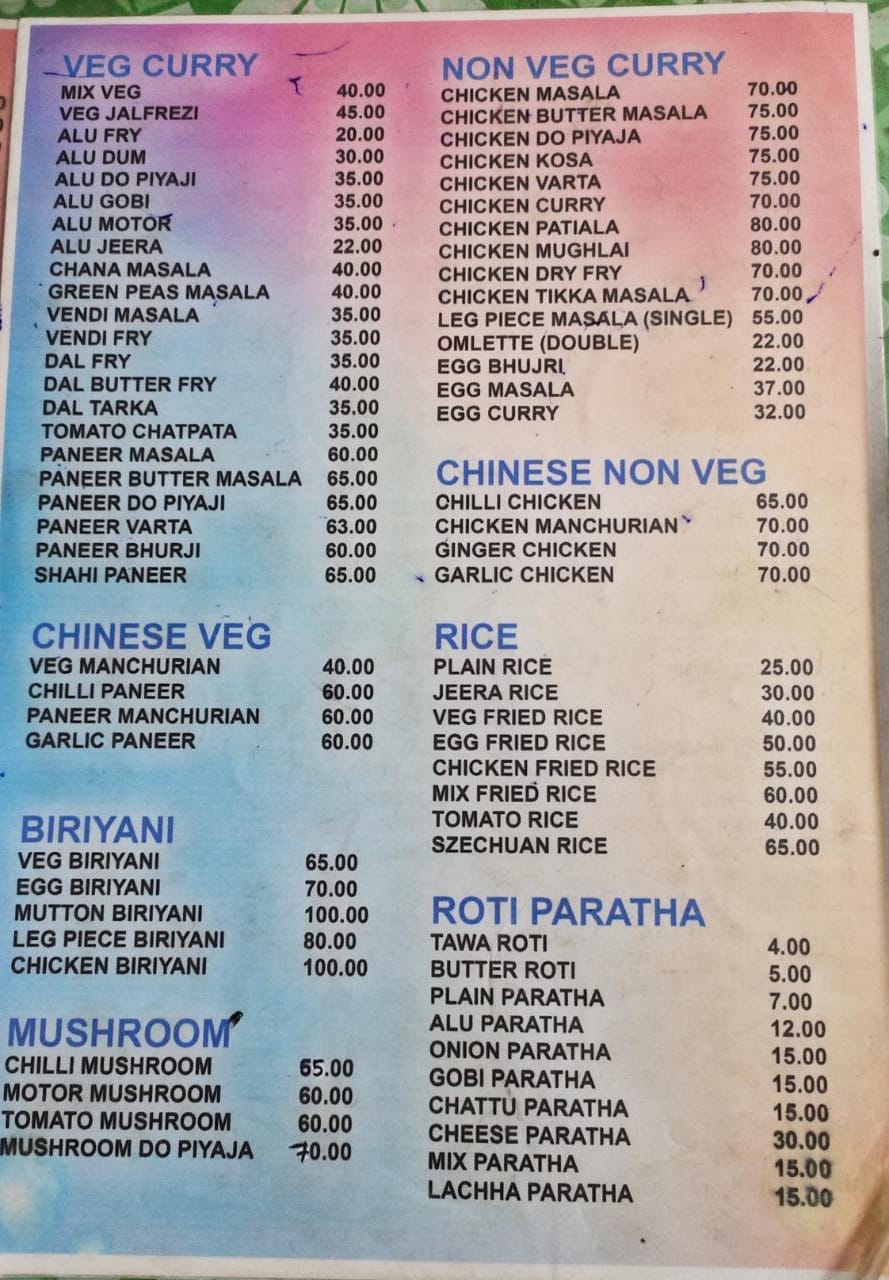 VEG CURRY
MIX VEG 40.00
VEG JALFREZI 45.00
ALU FRY 20.00
ALU DUM 30.00
ALU DO PIYAJI 35.00
ALU GOBI 35.00
ALU MOTOR 35.00
ALU JEERA 22.00
CHANA MASALA 40.00
GREEN PEAS MASALA 40.00
VENDI MASALA 35.00
VENDI FRY 35.00
DAL FRY 35.00
DAL BUTTER FRY 40.00
DAL TARKA 35.00
TOMATO CHATPATA 35.00
PANEER MASALA 60.00
PANEER BUTTER MASALA 65.00
PANEER DO PIYAJI 65.00
PANEER VARTA 63.00
PANEER BHURJI 60.00
SHAHI PANEER 65.00
CHINESE VEG
VEG MANCHURIAN 40.00
CHILLI PANEER 60.00
PANEER MANCHURIAN 60.00
GARLIC PANEER 60.00
BIRIYANI
VEG BIRIYANI 65.00
EGG BIRIYANI 70.00
MUTTON BIRIYANI 100.00
LEG PIECE BIRIYANI 80.00
CHICKEN BIRIYANI 100.00
MUSHROOM
CHILLI MUSHROOM 65.00
MOTOR MUSHROOM 60.00
TOMATO MUSHROOM 60.00
MUSHROOM DO PIYAJA 70.00
NON VEG CURRY
CHICKEN MASALA 70.00
CHICKEN BUTTER MASALA 75.00
CHICKEN DO PIYAJA 75.00
CHICKEN KOSA 75.00
CHICKEN VARTA 75.00
CHICKEN CURRY 70.00
CHICKEN PATIALA 80.00
CHICKEN MUGHLAI 80.00
CHICKEN DRY FRY 70.00
CHICKEN TIKKA MASALA 70.00
LEG PIECE MASALA (SINGLE) 55.00
OMLETTE (DOUBLE) 22.00
EGG BHUJRI 22.00
EGG MASALA 37.00
EGG CURRY 32.00
CHINESE NON VEG
CHILLI CHICKEN 65.00
CHICKEN MANCHURIAN 70.00
GINGER CHICKEN 70.00
GARLIC CHICKEN 70.00
RICE
PLAIN RICE 25.00
JEERA RICE 30.00
VEG FRIED RICE 40.00
EGG FRIED RICE 50.00
CHICKEN FRIED RICE 55.00
MIX FRIED RICE 60.00
TOMATO RICE 40.00
SZECHUAN RICE 65.00
ROTI PARATHA
TAWA ROTI 4.00
BUTTER ROTI 5.00
PLAIN PARATHA 7.00
ALU PARATHA 12.00
ONION PARATHA 15.00
GOBI PARATHA 15.00
CHATTU PARATHA 15.00
CHEESE PARATHA 30.00
MIX PARATHA 15.00
LACHHA PARATHA 15.00